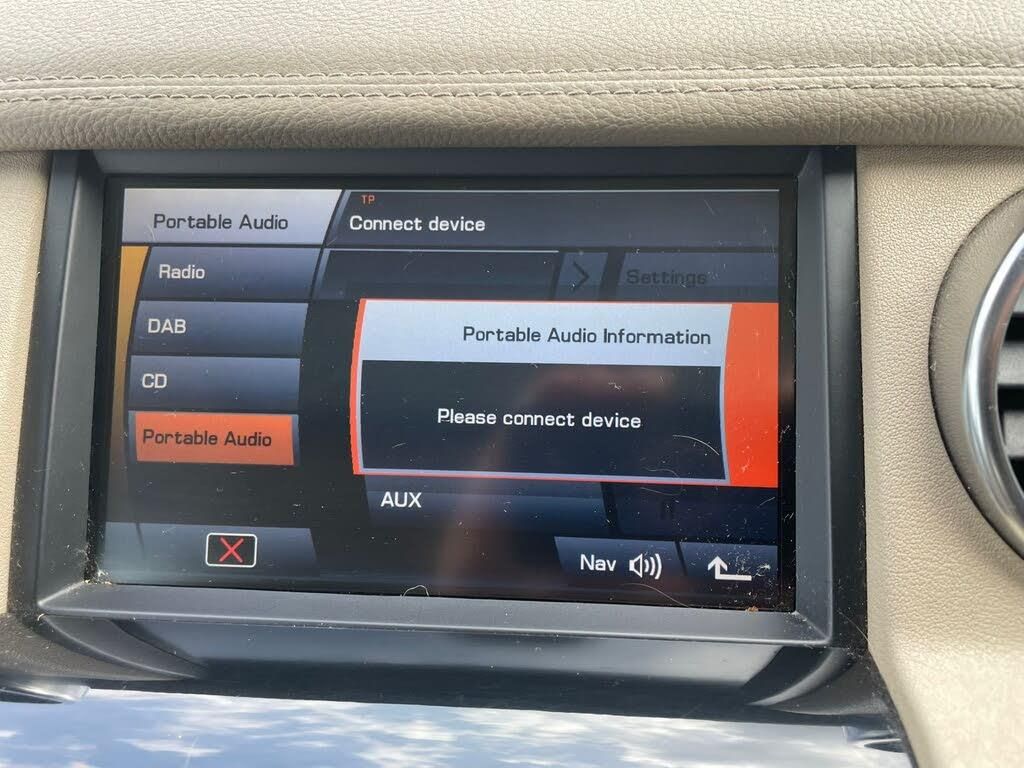 TP
Portable Audio
Connect device
Radio
Settings
DAB
Portable Audio Information
CD
Please connect device
Portable Audio
AUX
Nav